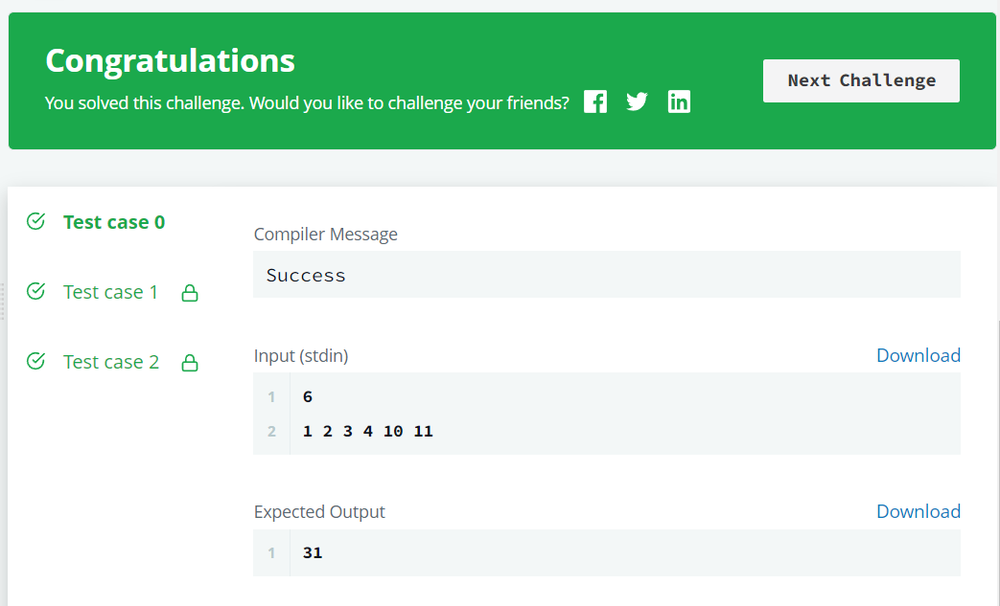 Congratulations
You solved this challenge. Would you like to challenge your friends?
Next Challenge
Test case 0
Test case 1
Test case 2
Compiler Message
Success
Input (stdin)
Download
1 6
2 1 2 3 4 10 11
Expected Output
Download
1 31